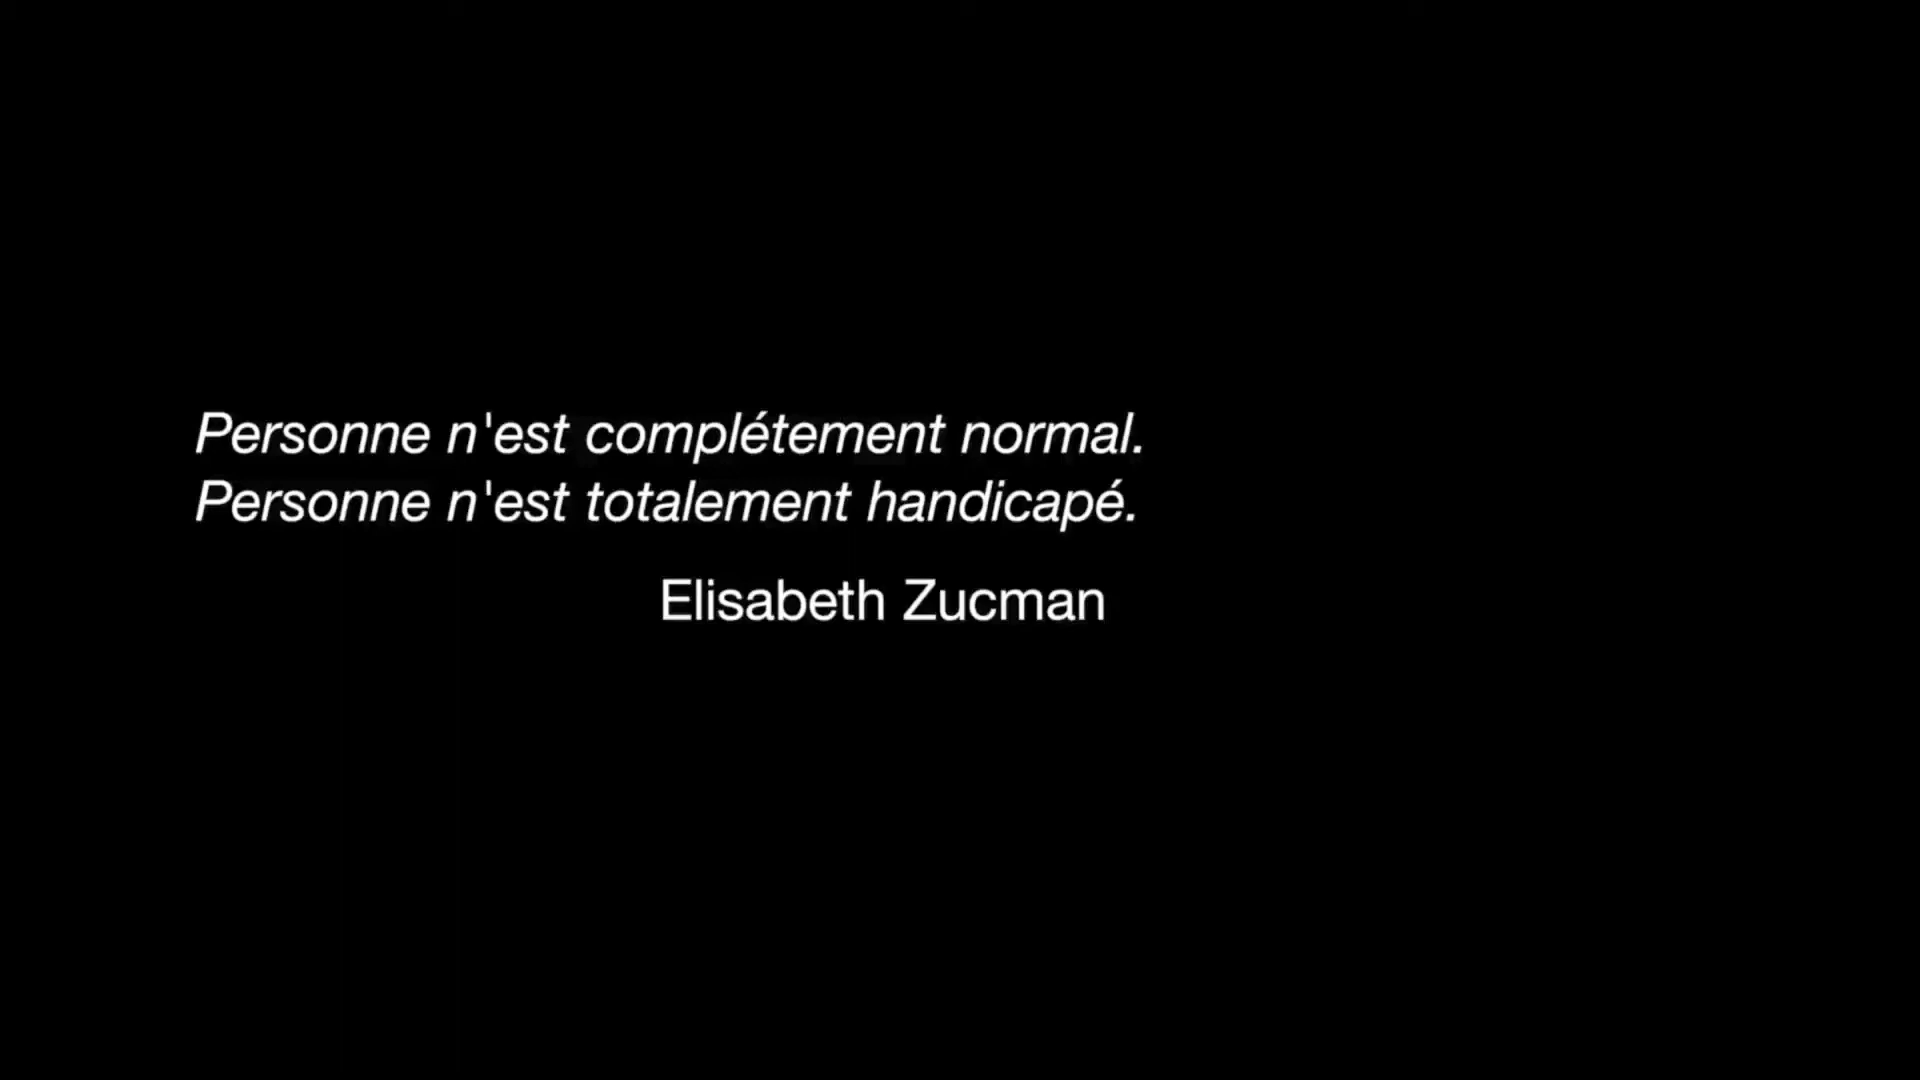 Personne n'est complétement normal.
Personne n'est totalement handicapé.
Elisabeth Zucman